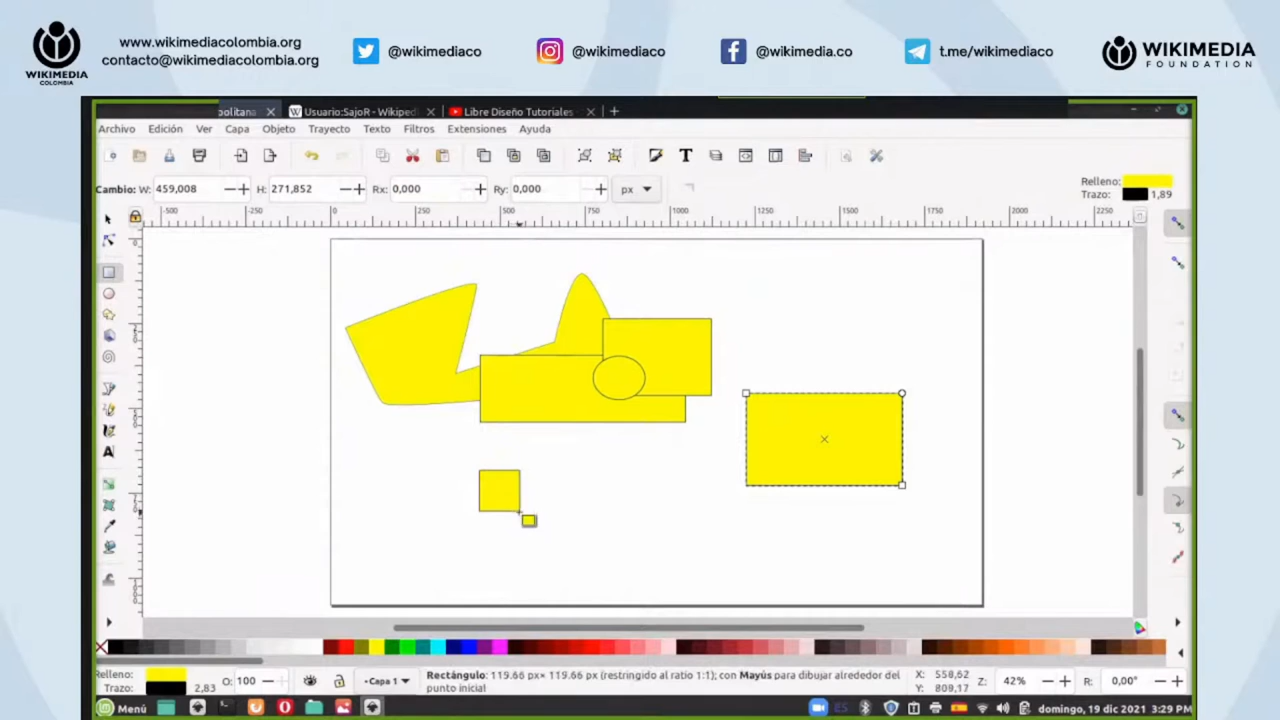 WIKIMEDIA
COLOMBIA
www.wikimediacolombia.org
contacto@wikimediacolombia.org
@wikimediaco
@wikimediaco
@wikimedia.co
t.me/wikimediaco
WIKIMEDIA
FOUNDATION
politana
Usuario:SajoR - Wikiped
Libre Diseño Tutoriales
Archivo Edición Ver Capa Objeto Trayecto Texto Filtros Extensiones Ayuda
Cambio: W: 459,008 H: 271,852 Rx: 0,000 Ry: 0,000 px
Relleno:
Trazo: 1,89
-500 -250 0 250 500 750 1000 1250 1500 1750 2000 2250
Relleno:
Trazo: 2,83
O: 100
Capa 1
Rectángulo: 119.66 px× 119.66 px (restringido al ratio 1:1); con Mayús para dibujar alrededor del
punto inicial
X: 558,62
Y: 809,17
Z: 42%
R: 0,00°
Menú
ES
domingo, 19 dic 2021, 3:29 PM